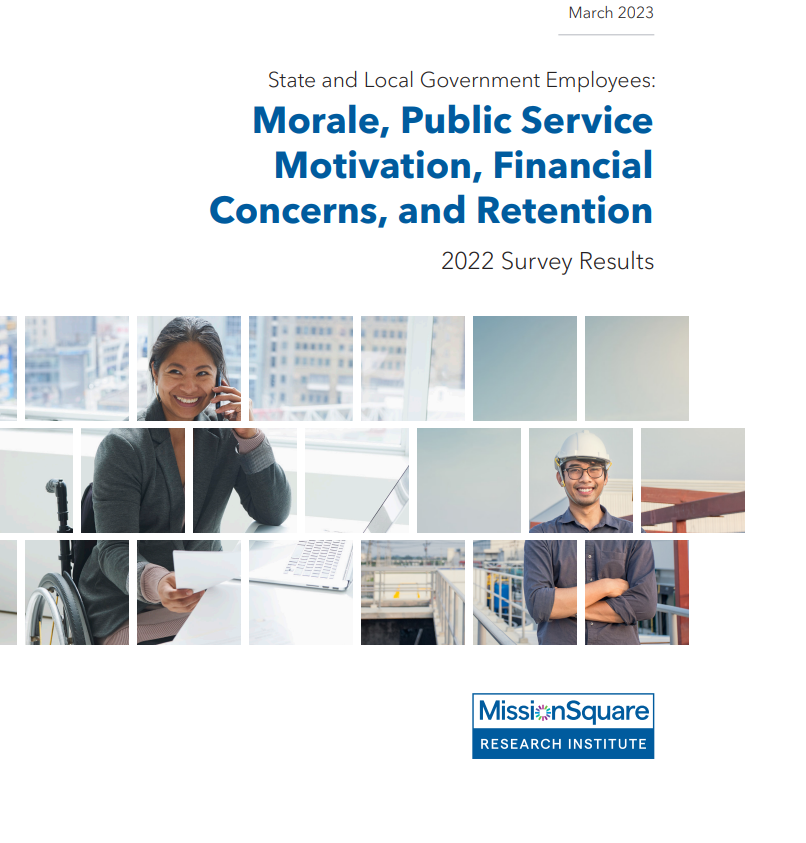 March 2023
State and Local Government Employees:
Morale, Public Service
Motivation, Financial
Concerns, and Retention
2022 Survey Results
MissionSquare
RESEARCH INSTITUTE